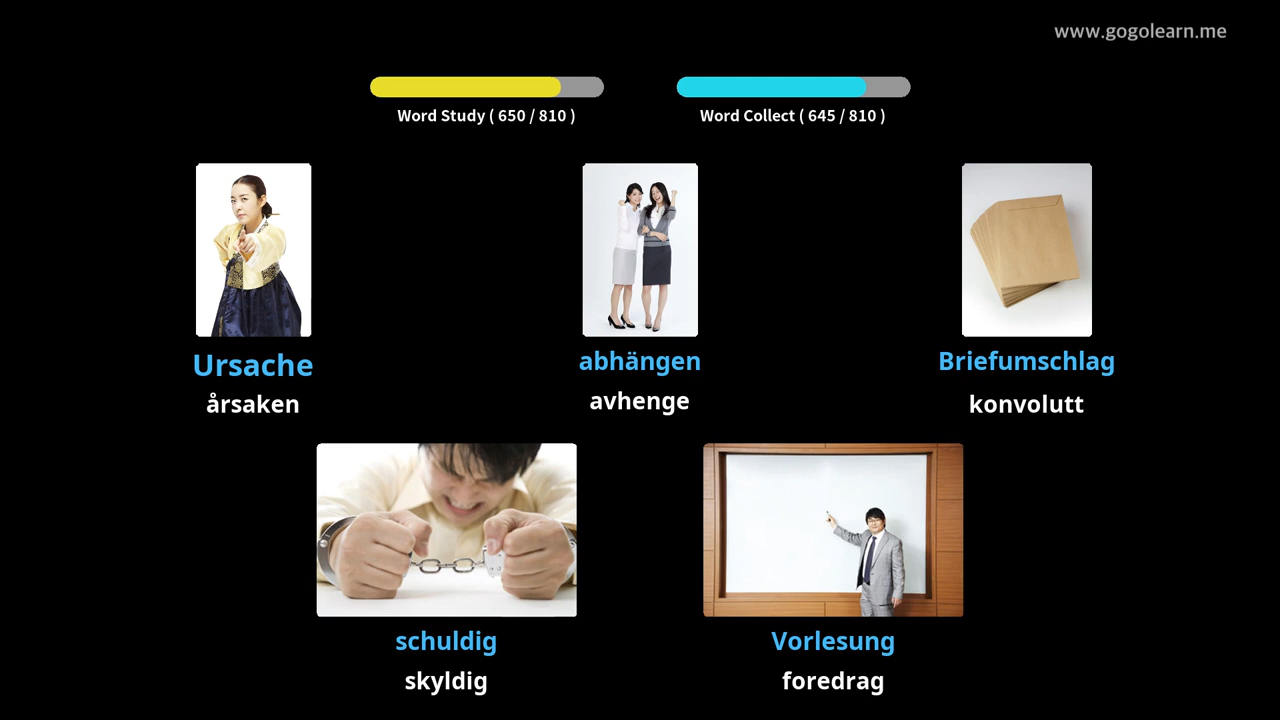 www.gogolearn.me
Word Study ( 650 / 810 )
Word Collect ( 645 / 810 )
Ursache
årsaken
abhängen
avhenge
Briefumschlag
konvolutt
schuldig
skyldig
Vorlesung
foredrag